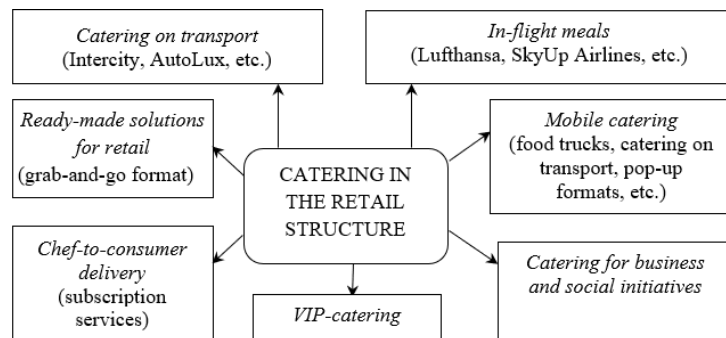 Catering on transport
(Intercity, AutoLux, etc.)
In-flight meals
(Lufthansa, SkyUp Airlines, etc.)
Ready-made solutions
for retail
(grab-and-go format)
CATERING IN
THE RETAIL
STRUCTURE
Mobile catering
(food trucks, catering on
transport, pop-up
formats, etc.)
Chef-to-consumer
delivery
(subscription
services)
VIP-catering
Catering for business
and social initiatives